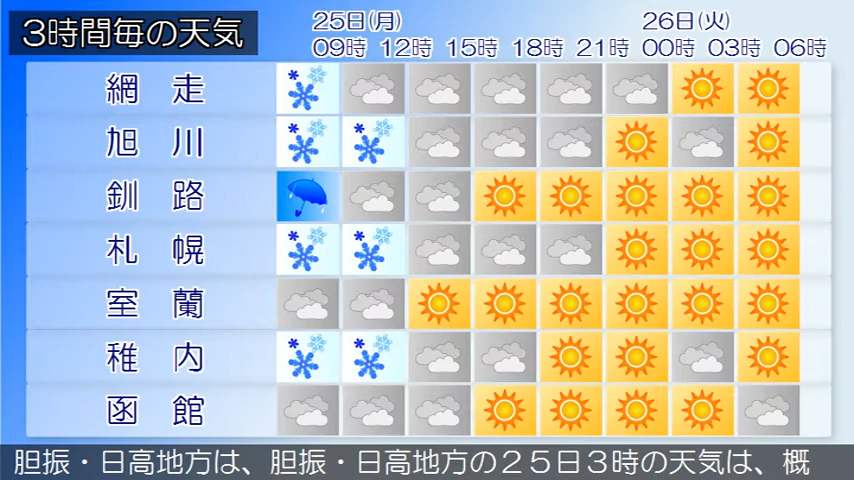 3時間毎の天気
25日(月) 26日(火)
09時 12時 15時 18時 21時 00時 03時 06時
網走
旭川
釧路
札幌
室蘭
稚内
函館
胆振・日高地方は、胆振・日高地方の２５日３時の天気は、概